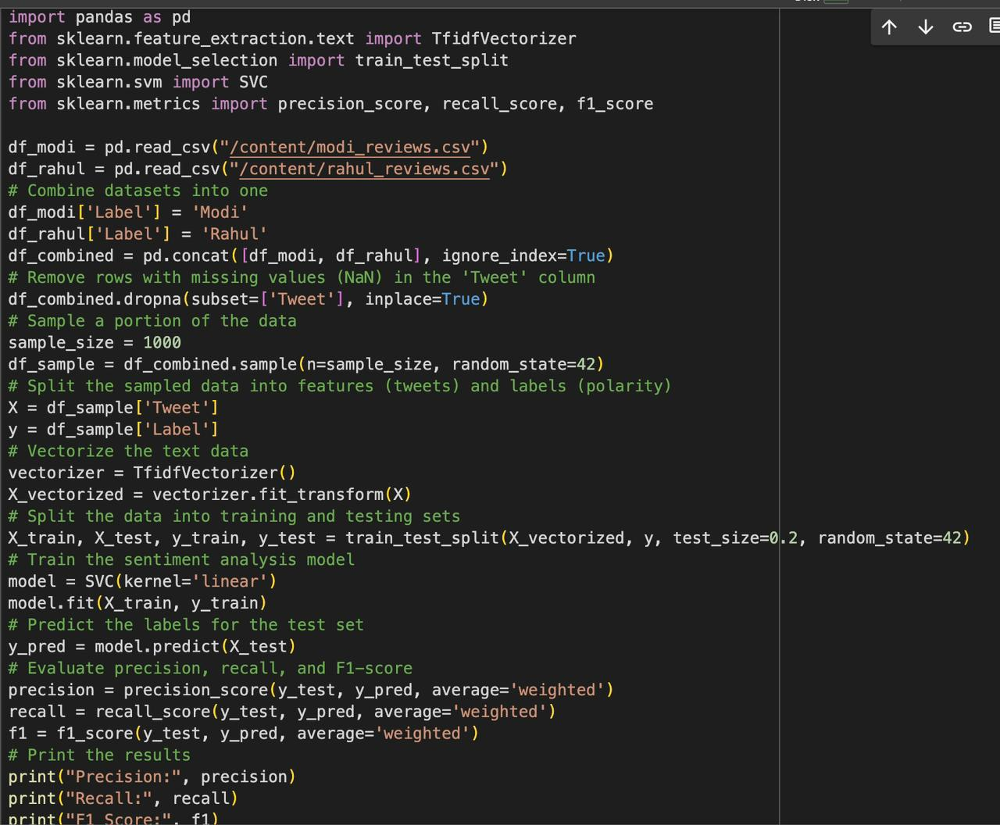 import pandas as pd
from sklearn.feature_extraction.text import TfidfVectorizer
from sklearn.model_selection import train_test_split
from sklearn.svm import SVC
from sklearn.metrics import precision_score, recall_score, f1_score

df_modi = pd.read_csv("/content/modi_reviews.csv")
df_rahul = pd.read_csv("/content/rahul_reviews.csv")
# Combine datasets into one
df_modi['Label'] = 'Modi'
df_rahul['Label'] = 'Rahul'
df_combined = pd.concat([df_modi, df_rahul], ignore_index=True)
# Remove rows with missing values (NaN) in the 'Tweet' column
df_combined.dropna(subset=['Tweet'], inplace=True)
# Sample a portion of the data
sample_size = 1000
df_sample = df_combined.sample(n=sample_size, random_state=42)
# Split the sampled data into features (tweets) and labels (polarity)
X = df_sample['Tweet']
y = df_sample['Label']
# Vectorize the text data
vectorizer = TfidfVectorizer()
X_vectorized = vectorizer.fit_transform(X)
# Split the data into training and testing sets
X_train, X_test, y_train, y_test = train_test_split(X_vectorized, y, test_size=0.2, random_state=42)
# Train the sentiment analysis model
model = SVC(kernel='linear')
model.fit(X_train, y_train)
# Predict the labels for the test set
y_pred = model.predict(X_test)
# Evaluate precision, recall, and F1-score
precision = precision_score(y_test, y_pred, average='weighted')
recall = recall_score(y_test, y_pred, average='weighted')
f1 = f1_score(y_test, y_pred, average='weighted')
# Print the results
print("Precision:", precision)
print("Recall:", recall)
print("F1 Score:", f1)